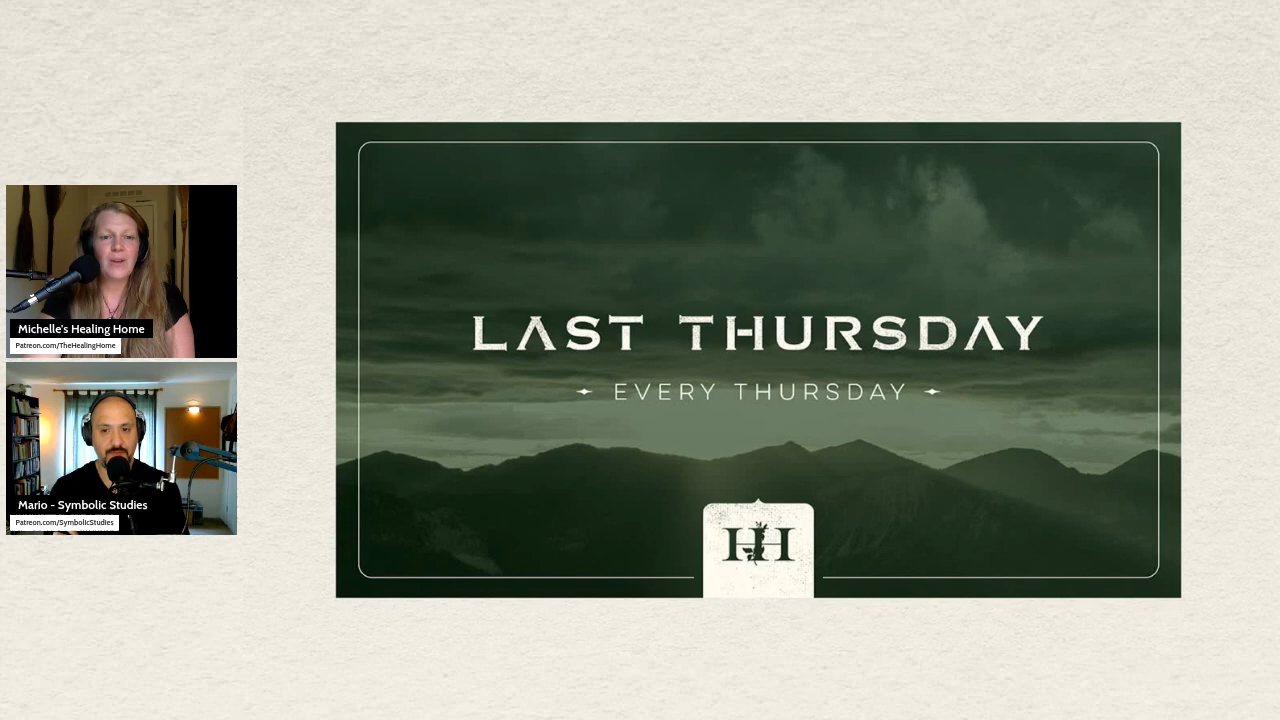 Michelle's Healing Home
Patreon.com/TheHealingHome
Mario - Symbolic Studies
Patreon.com/SymbolicStudies
LAST THURSDAY
EVERY THURSDAY
HH